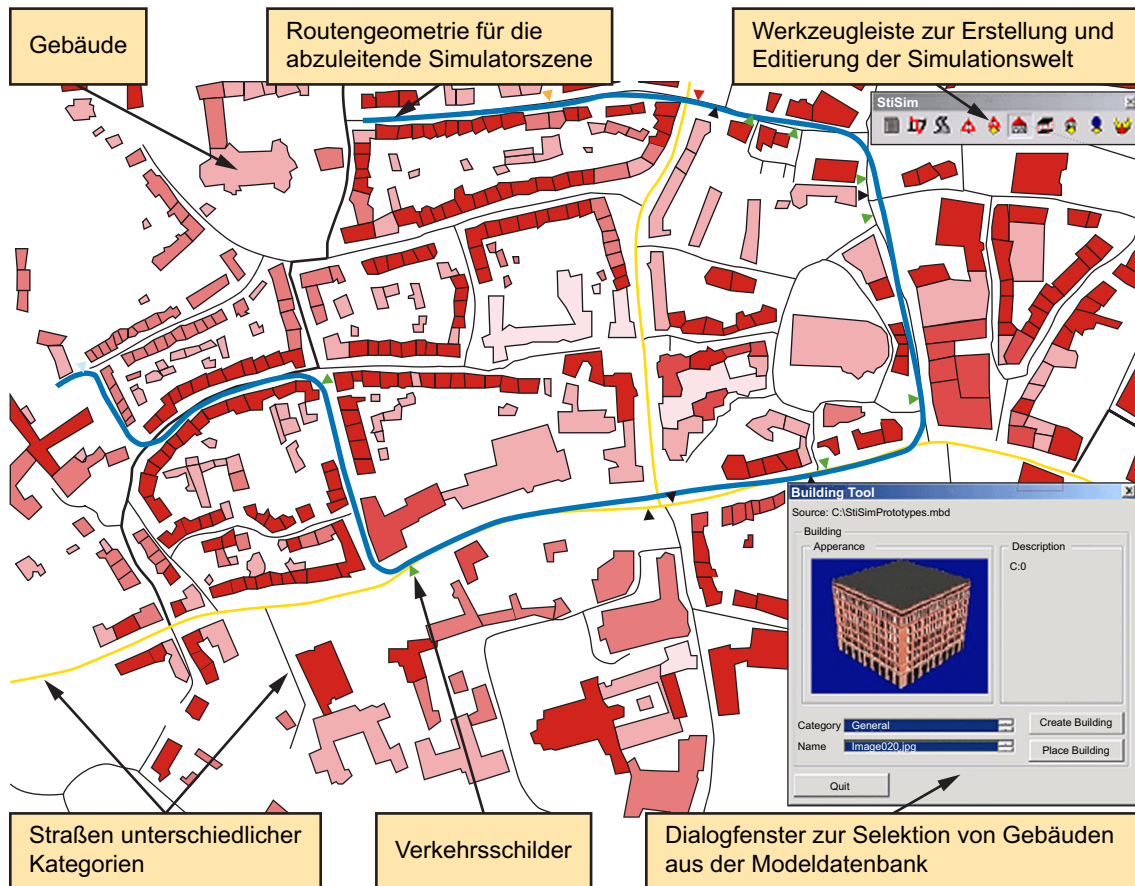 Gebäude
Routengeometrie für die
abzuleitende Simulatorszene
Werkzeugleiste zur Erstellung und
Editierung der Simulationswelt
StiSim
Building Tool
Source: C:\StiSimPrototypes.mbd
Building
Apperance
Description
C:0
Category
General
Create Building
Name
Image020.jpg
Place Building
Quit
Straßen unterschiedlicher
Kategorien
Verkehrsschilder
Dialogfenster zur Selektion von Gebäuden
aus der Modeldatenbank